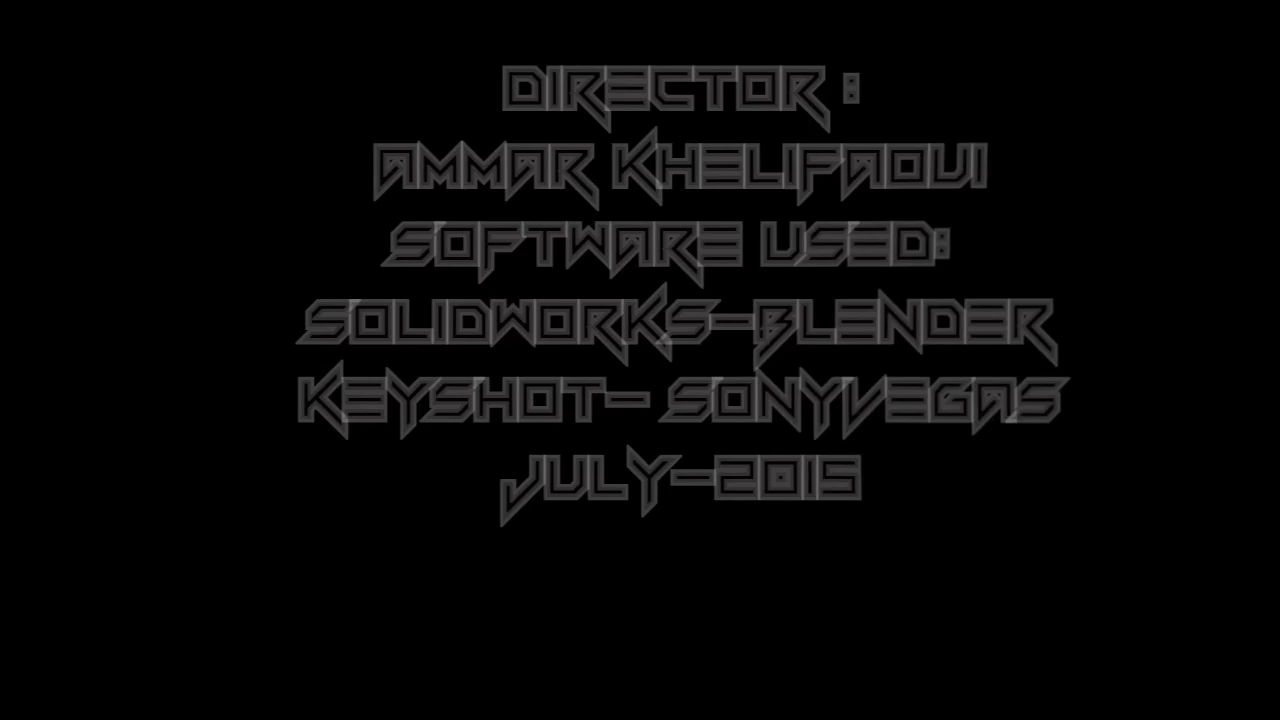 DIRECTOR :
AMMAR KHELIFAOUI
SOFTWARE USED:
SOLIDWORKS-BLENDER
KEYSHOT- SONYVEGAS
JULY-2015